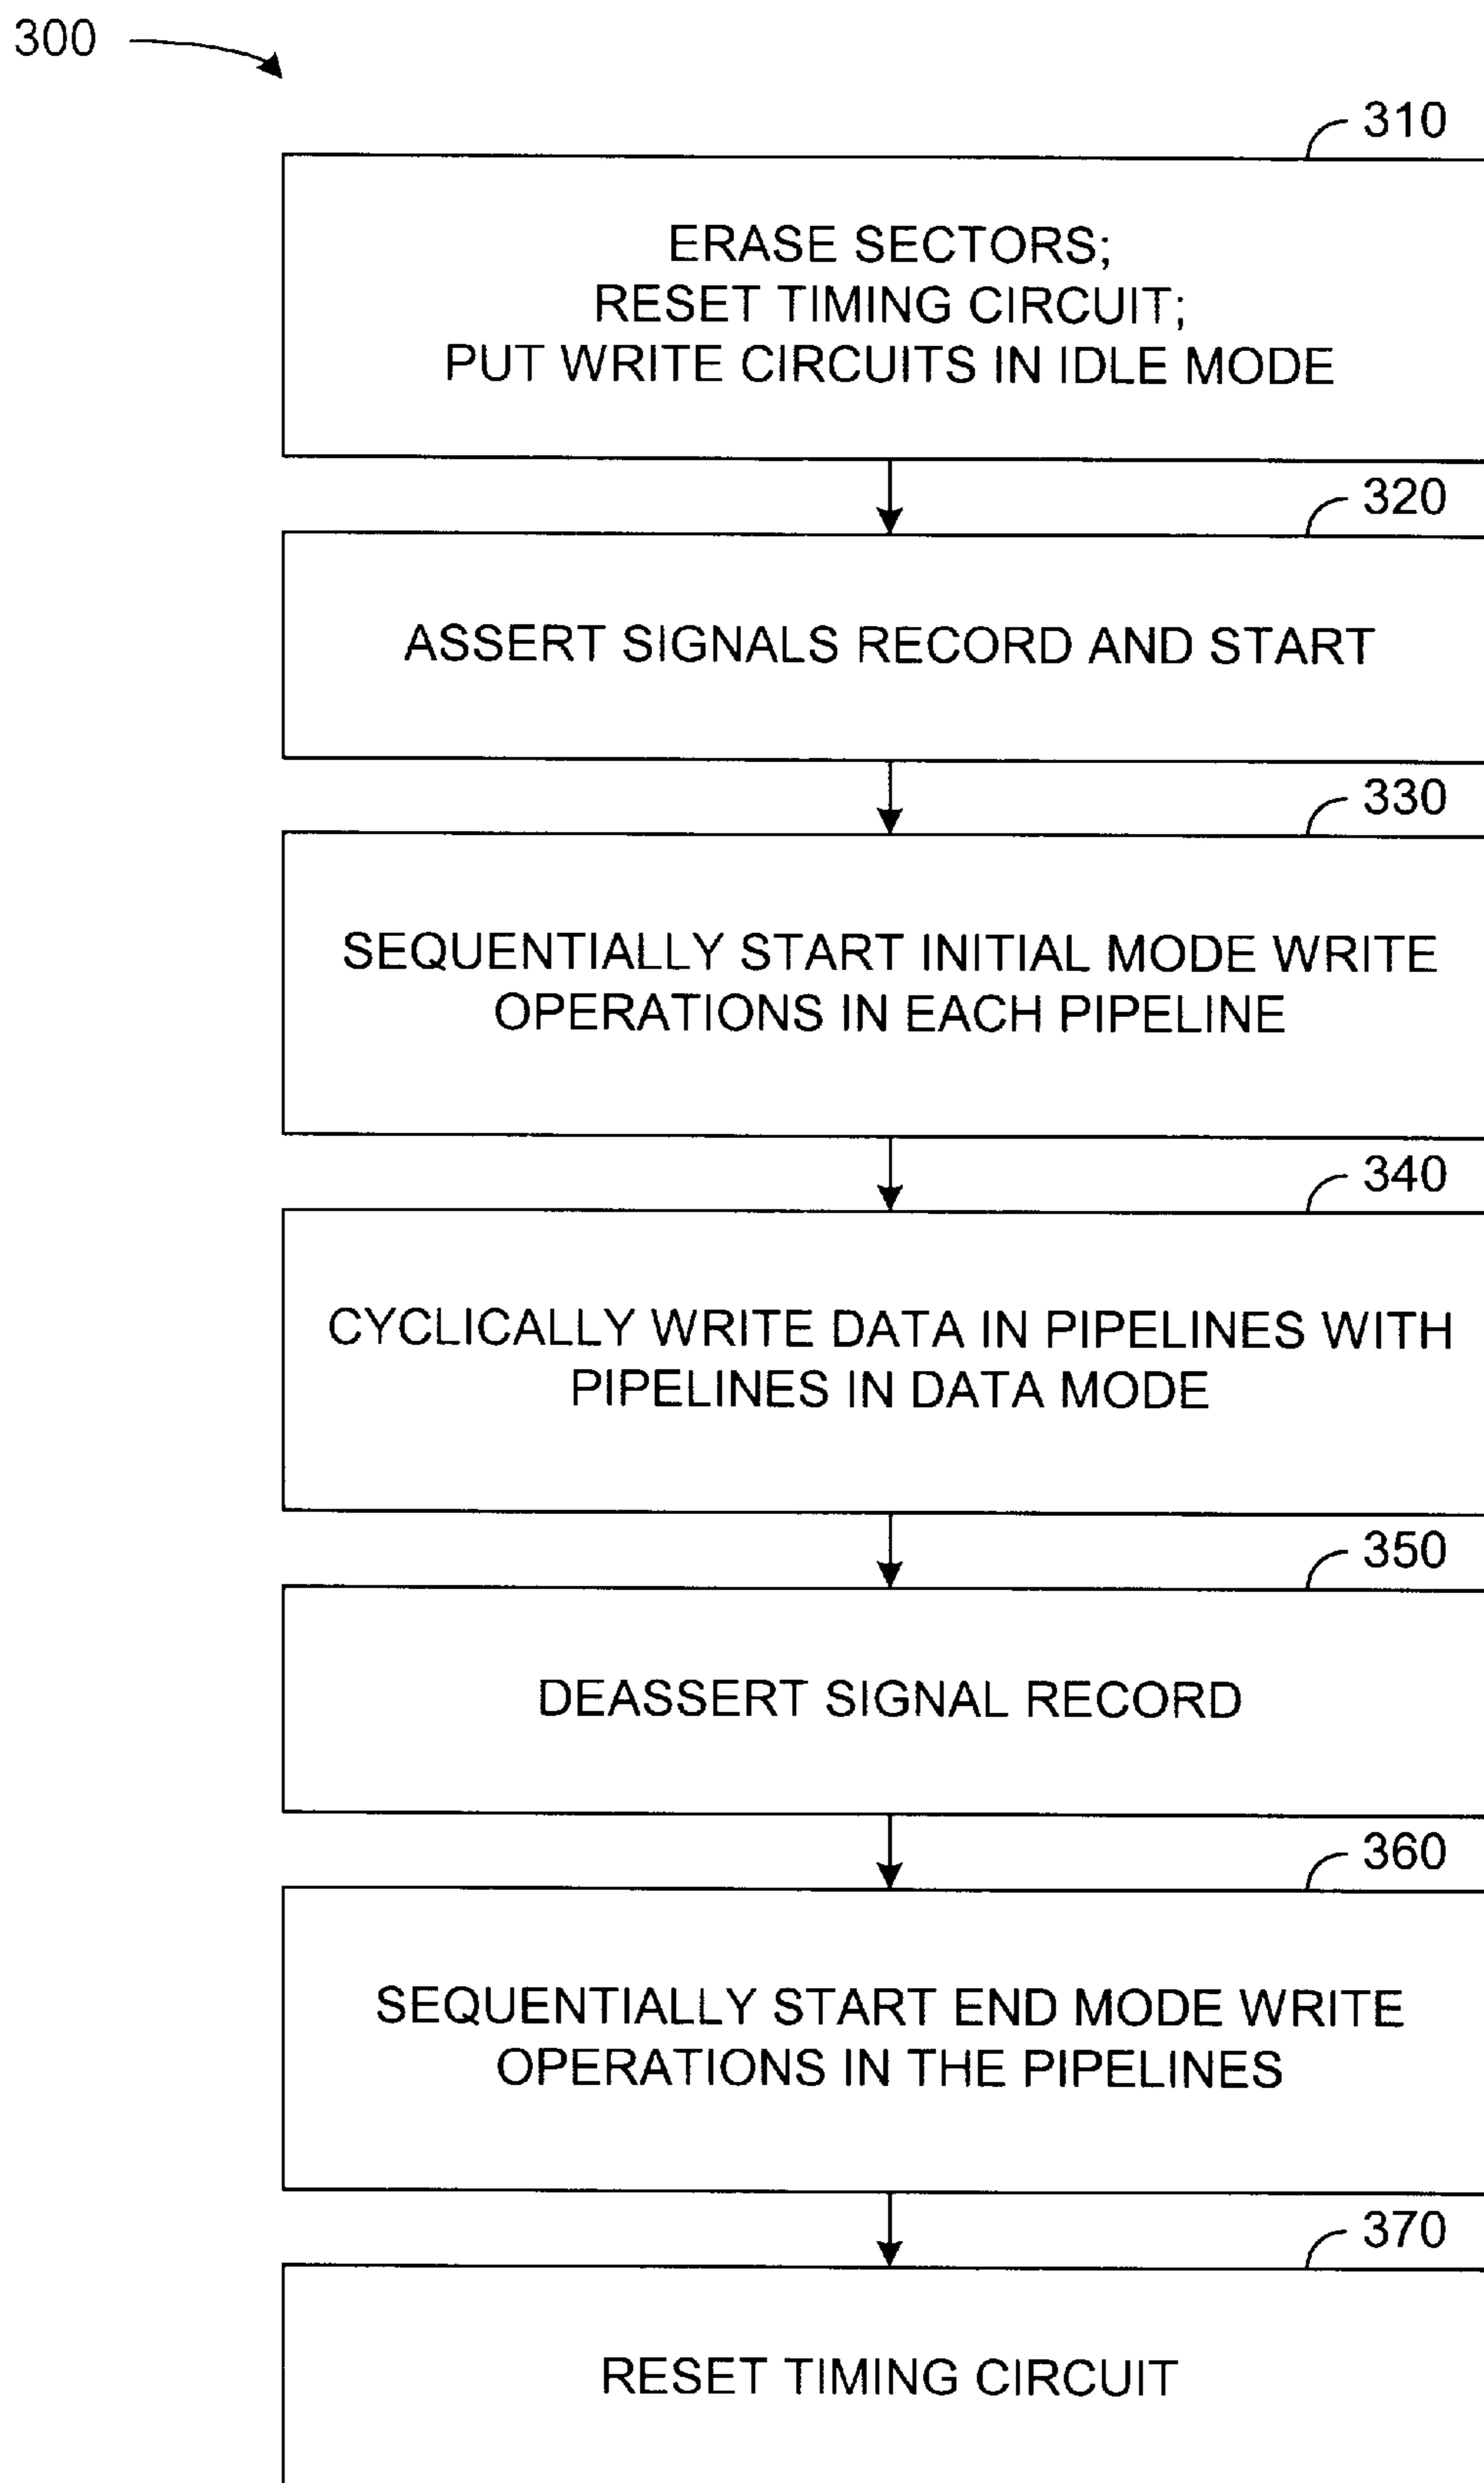 300
310
ERASE SECTORS;
RESET TIMING CIRCUIT;
PUT WRITE CIRCUITS IN IDLE MODE
320
ASSERT SIGNALS RECORD AND START
330
SEQUENTIALLY START INITIAL MODE WRITE
OPERATIONS IN EACH PIPELINE
340
CYCLICALLY WRITE DATA IN PIPELINES WITH
PIPELINES IN DATA MODE
350
DEASSERT SIGNAL RECORD
360
SEQUENTIALLY START END MODE WRITE
OPERATIONS IN THE PIPELINES
370
RESET TIMING CIRCUIT